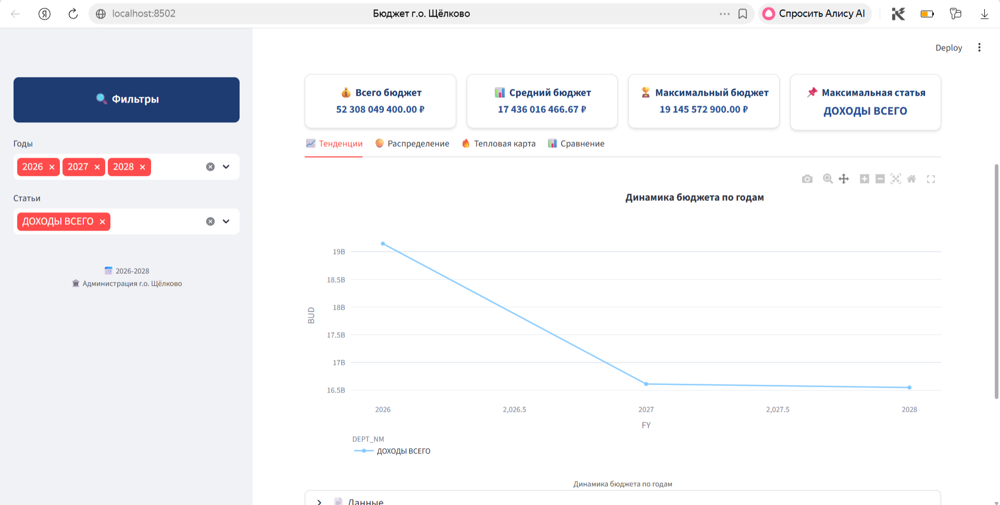 Я
localhost:8502
Бюджет г.о. Щёлково
Спросить Алису AI
Deploy
Фильтры
Годы
2026
2027
2028
Статьи
ДОХОДЫ ВСЕГО
2026-2028
Администрация г.о. Щёлково
Всего бюджет
52 308 049 400.00 ₽
Средний бюджет
17 436 016 466.67 ₽
Максимальный бюджет
19 145 572 900.00 ₽
Максимальная статья
ДОХОДЫ ВСЕГО
Тенденции
Распределение
Тепловая карта
Сравнение
Динамика бюджета по годам
19B
18.5B
18B
17.5B
17B
16.5B
BUD
2026
2,026.5
2027
2,027.5
2028
FY
DEPT_NM
ДОХОДЫ ВСЕГО
Динамика бюджета по годам
Данные